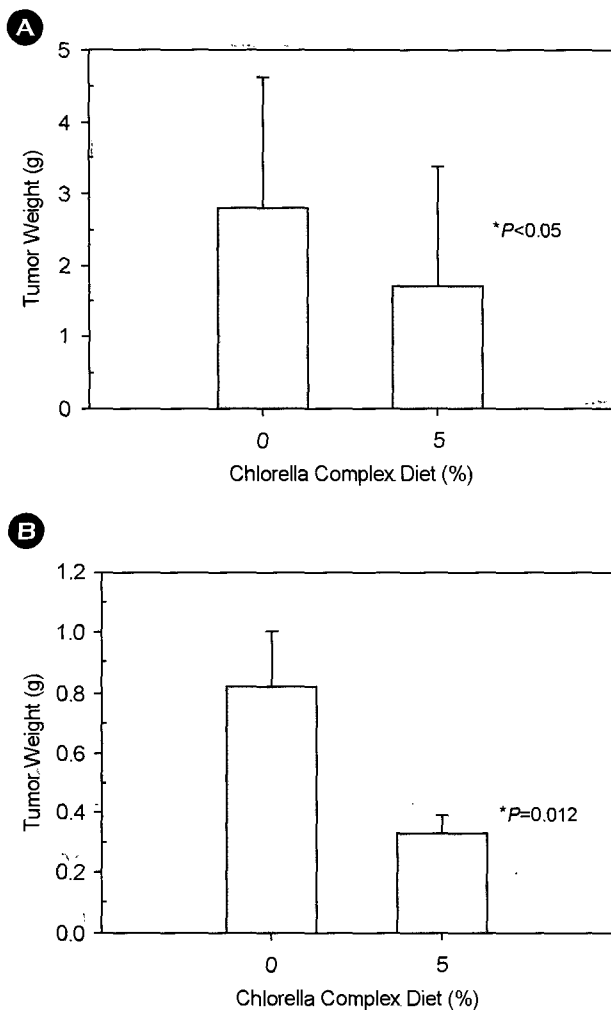 A
5
4
3
2
1
0
Tumor Weight (g)
*P<0.05
0 5
Chlorella Complex Diet (%)
B
1.2
1.0
0.8
0.6
0.4
0.2
0.0
Tumor Weight (g)
*P=0.012
0 5
Chlorella Complex Diet (%)